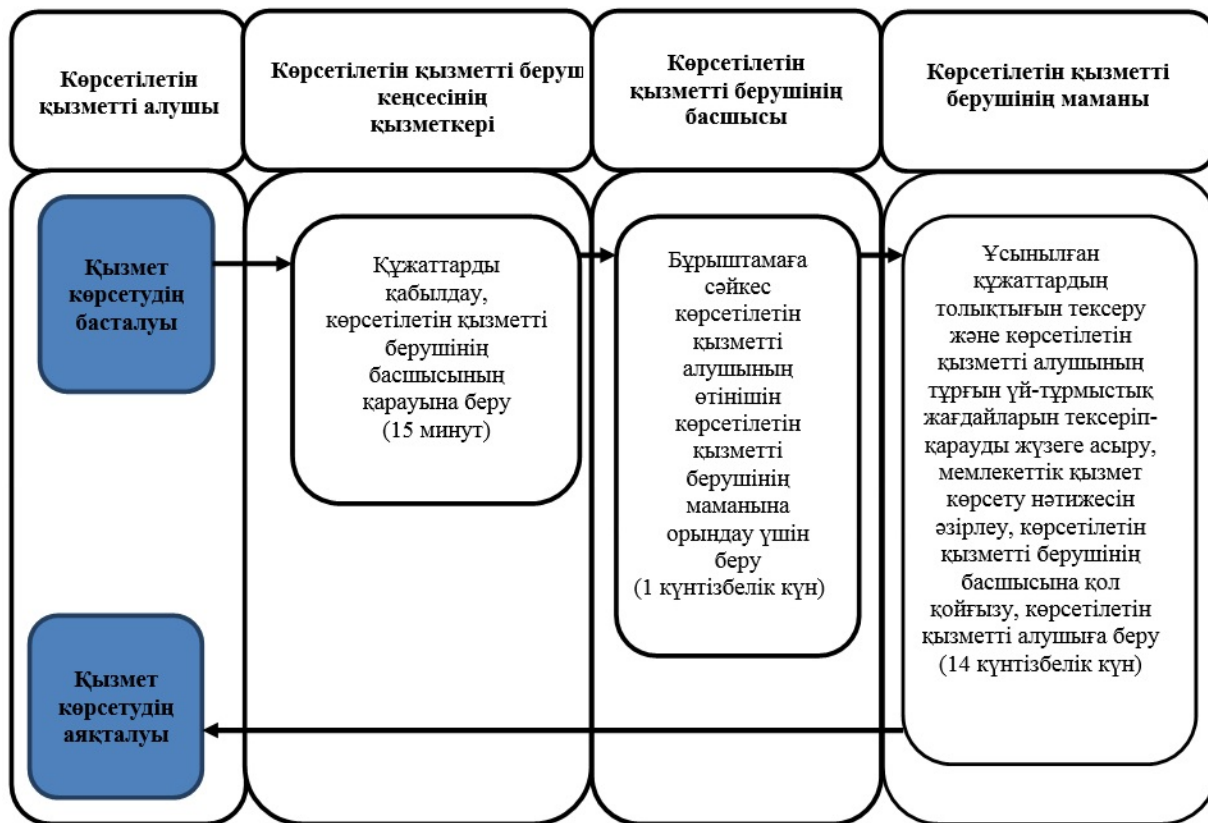 Көрсетілетін
қызметті алушы
Көрсетілетін қызметті беруш
кеңсесінің
қызметкері
Көрсетілетін
қызметті берушінің
басшысы
Көрсетілетін қызметті
берушінің маманы
Қызмет
көрсетудің
басталуы
Құжаттарды
қабылдау,
көрсетілетін қызметті
берушінің
басшысының
қарауына беру
(15 минут)
Бұрыштамаға
сәйкес
көрсетілетін
қызметті
алушының
өтінішін
көрсетілетін
қызметті
берушінің
маманына
орындау үшін
беру
(1 күнтізбелік күн)
Ұсынылған
құжаттардың
толықтығын тексеру
және көрсетілетін
қызметті алушының
тұрғын үй-тұрмыстық
жағдайларын тексеріп-
қарауды жүзеге асыру,
мемлекеттік қызмет
көрсету нәтижесін
әзірлеу, көрсетілетін
қызметті берушінің
басшысына қол
қойғызу, көрсетілетін
қызметті алушыға беру
(14 күнтізбелік күн)
Қызмет
көрсетудің
аяқталуы